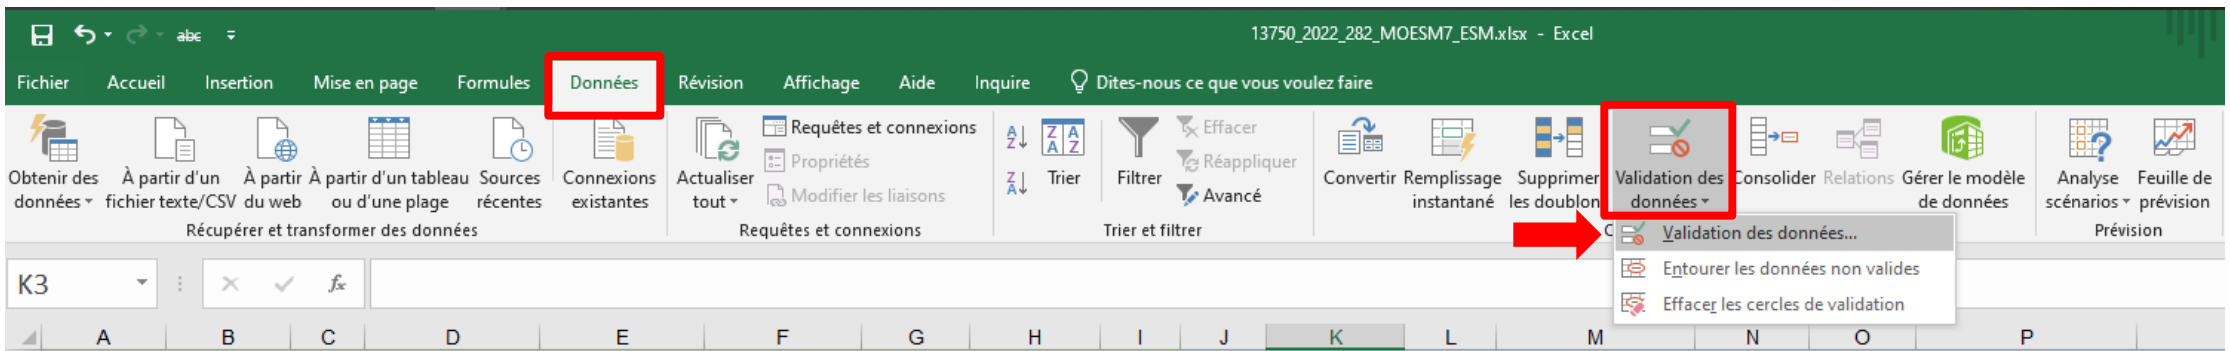 abc
13750_2022_282_MOESM7_ESM.xlsx - Excel
Fichier Accueil Insertion Mise en page Formules Données Révision Affichage Aide Inquire Dites-nous ce que vous voulez faire
Obtenir des données
À partir d'un fichier texte/CSV
À partir du web
À partir d'un tableau ou d'une plage
Sources récentes
Connexions existantes
Récupérer et transformer des données
Actualiser tout
Requêtes et connexions
Propriétés
Modifier les liaisons
Requêtes et connexions
Trier
Filtrer
Effacer
Réappliquer
Avancé
Trier et filtrer
Convertir
Remplissage instantané
Supprimer les doublon
Validation des données
Consolider
Relations
Gérer le modèle de données
Analyse scénarios
Feuille de prévision
Prévision
Validation des données...
Entourer les données non valides
Effacer les cercles de validation
K3 fx
A B C D E F G H I J K L M N O P